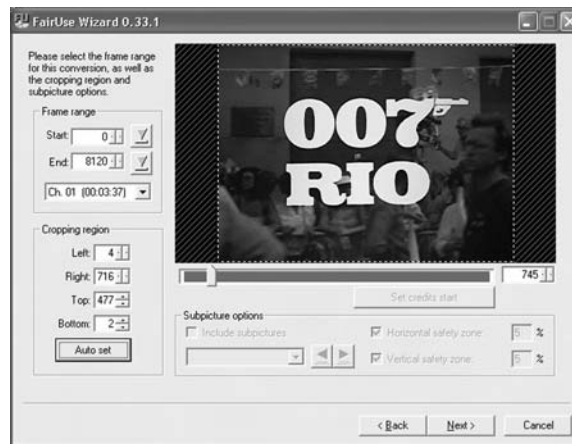 FairUse Wizard 0.33.1
Please select the frame range
for this conversion, as well as
the cropping region and
subpicture options.
Frame range
Start: 0
End: 8120
Ch. 01 (00:03:37)
Cropping region
Left: 4
Right: 716
Top: 477
Bottom: 2
Auto set
007
RIO
745
Set credits start
Subpicture options
Include subpictures
Horizontal safety zone: 5 %
Vertical safety zone: 5 %
< Back
Next >
Cancel